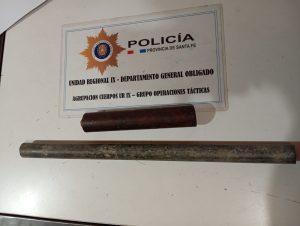 POLICÍA
PROVINCIA DE SANTA FE
UNIDAD REGIONAL IX - DEPARTAMENTO GENERAL OBLIGADO
AGRUPACION CUERPOS UR IX - GRUPO OPERACIONES TÁCTICAS